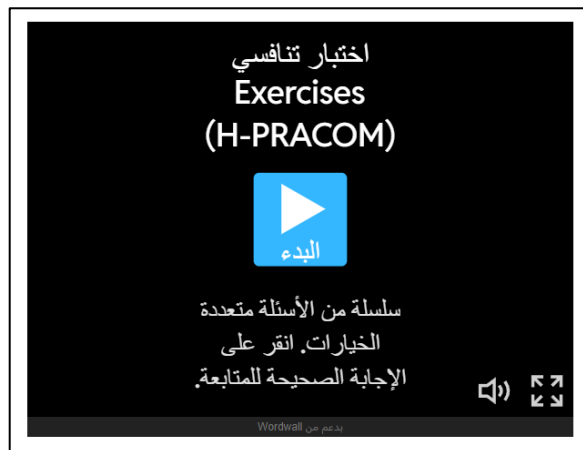 اختبار تنافسي
Exercises
(H-PRACOM)
البدء
سلسلة من الأسئلة متعددة
الخيارات. انقر على
الإجابة الصحيحة للمتابعة.
بدعم من Wordwall